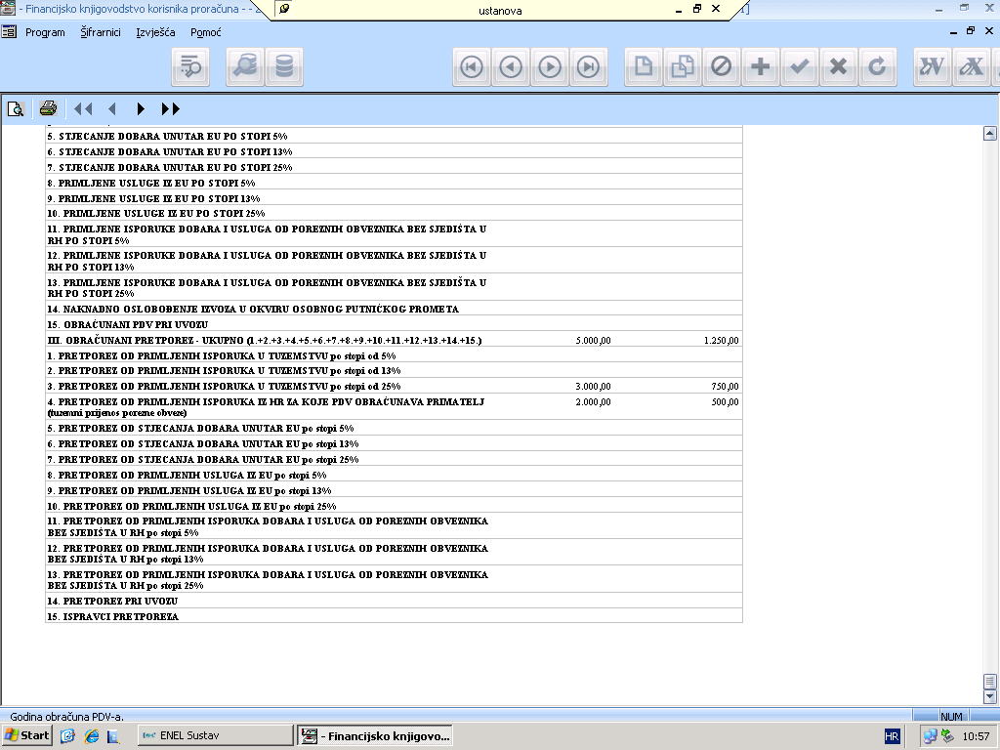 - Financijsko knjigovodstvo korisnika proračuna - -
ustanova
Program Šifrarnici Izvješća Pomoć
5. STJECANJE DOBARA UNUTAR EU PO STOPI 5%
6. STJECANJE DOBARA UNUTAR EU PO STOPI 13%
7. STJECANJE DOBARA UNUTAR EU PO STOPI 25%
8. PRIMLJENE USLUGE IZ EU PO STOPI 5%
9. PRIMLJENE USLUGE IZ EU PO STOPI 13%
10. PRIMLJENE USLUGE IZ EU PO STOPI 25%
11. PRIMLJENE ISPORUKE DOBARA I USLUGA OD POREZNIH OBVEZNIKA BEZ SJEDIŠTA U
RH PO STOPI 5%
12. PRIMLJENE ISPORUKE DOBARA I USLUGA OD POREZNIH OBVEZNIKA BEZ SJEDIŠTA U
RH PO STOPI 13%
13. PRIMLJENE ISPORUKE DOBARA I USLUGA OD POREZNIH OBVEZNIKA BEZ SJEDIŠTA U
RH PO STOPI 25%
14. NAKNADNO OSLOBOĐENJE IZVOZA U OKVIRU OSOBNOG PUTNIČKOG PROMETA
15. OBRAČUNANI PDV PRI UVOZU
III. OBRAČUNANI PRETPOREZ - UKUPNO (1.+2.+3.+4.+5.+6.+7.+8.+9.+10.+11.+12.+13.+14.+15.) 5.000,00 1.250,00
1. PRETPOREZ OD PRIMLJENIH ISPORUKA U TUZEMSTVU po stopi od 5%
2. PRETPOREZ OD PRIMLJENIH ISPORUKA U TUZEMSTVU po stopi od 13%
3. PRETPOREZ OD PRIMLJENIH ISPORUKA U TUZEMSTVU po stopi od 25% 3.000,00 750,00
4. PRETPOREZ OD PRIMLJENIH ISPORUKA IZ HR ZA KOJE PDV OBRAČUNAVA PRIMATELJ 2.000,00 500,00
(tuzemni prijenos porezne obveze)
5. PRETPOREZ OD STJECANJA DOBARA UNUTAR EU po stopi 5%
6. PRETPOREZ OD STJECANJA DOBARA UNUTAR EU po stopi 13%
7. PRETPOREZ OD STJECANJA DOBARA UNUTAR EU po stopi 25%
8. PRETPOREZ OD PRIMLJENIH USLUGA IZ EU po stopi 5%
9. PRETPOREZ OD PRIMLJENIH USLUGA IZ EU po stopi 13%
10. PRETPOREZ OD PRIMLJENIH USLUGA IZ EU po stopi 25%
11. PRETPOREZ OD PRIMLJENIH ISPORUKA DOBARA I USLUGA OD POREZNIH OBVEZNIKA
BEZ SJEDIŠTA U RH po stopi 5%
12. PRETPOREZ OD PRIMLJENIH ISPORUKA DOBARA I USLUGA OD POREZNIH OBVEZNIKA
BEZ SJEDIŠTA U RH po stopi 13%
13. PRETPOREZ OD PRIMLJENIH ISPORUKA DOBARA I USLUGA OD POREZNIH OBVEZNIKA
BEZ SJEDIŠTA U RH po stopi 25%
14. PRETPOREZ PRI UVOZU
15. ISPRAVCI PRETPOREZA
Godina obračuna PDV-a. NUM
Start ENEL Sustav - Financijsko knjigovo... HR 10:57